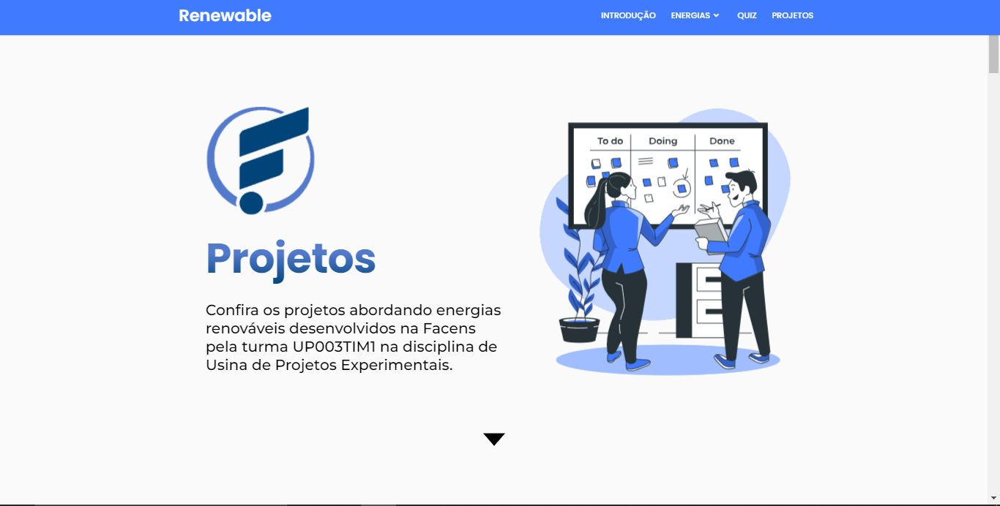 Renewable
INTRODUÇÃO ENERGIAS QUIZ PROJETOS
To do Doing Done
Projetos
Confira os projetos abordando energias
renováveis desenvolvidos na Facens
pela turma UP003TIM1 na disciplina de
Usina de Projetos Experimentais.